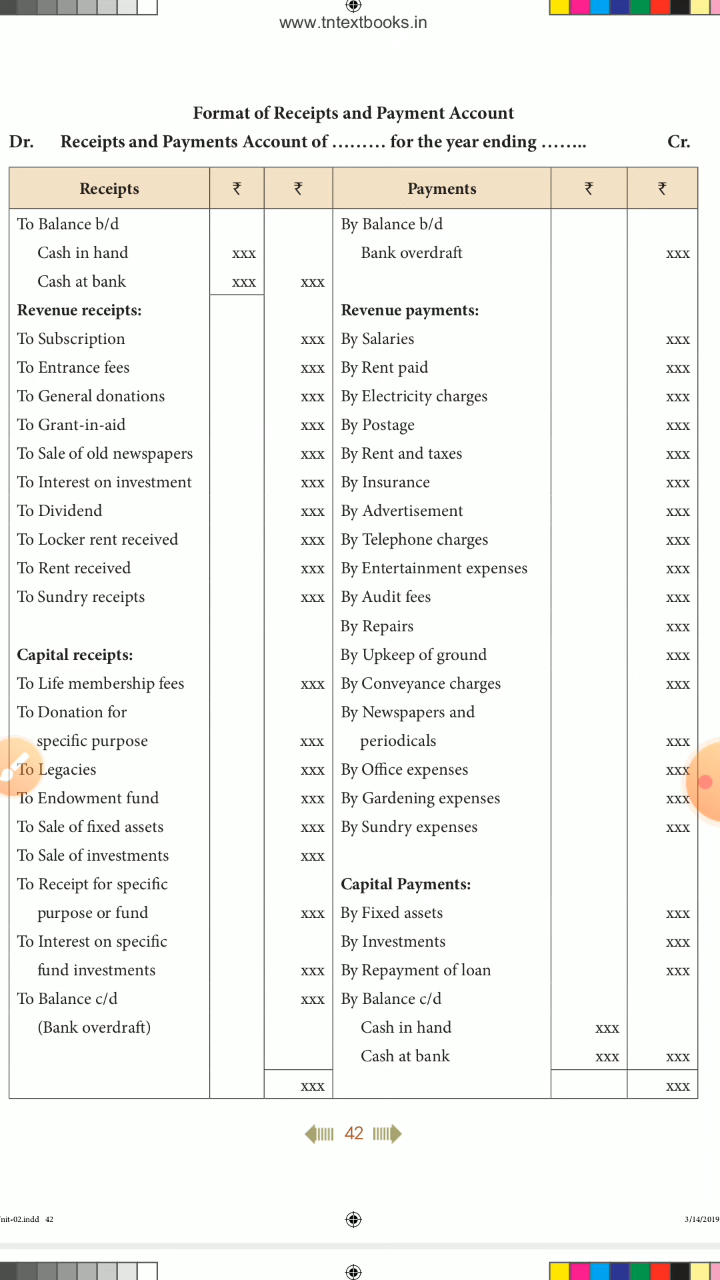 www.tntextbooks.in
Format of Receipts and Payment Account
Dr. Receipts and Payments Account of ……… for the year ending …….. Cr.
Receipts ₹ ₹ Payments ₹ ₹
To Balance b/d By Balance b/d
Cash in hand xxx Bank overdraft xxx
Cash at bank xxx xxx
Revenue receipts: Revenue payments:
To Subscription xxx By Salaries xxx
To Entrance fees xxx By Rent paid xxx
To General donations xxx By Electricity charges xxx
To Grant-in-aid xxx By Postage xxx
To Sale of old newspapers xxx By Rent and taxes xxx
To Interest on investment xxx By Insurance xxx
To Dividend xxx By Advertisement xxx
To Locker rent received xxx By Telephone charges xxx
To Rent received xxx By Entertainment expenses xxx
To Sundry receipts xxx By Audit fees xxx
By Repairs xxx
Capital receipts: By Upkeep of ground xxx
To Life membership fees xxx By Conveyance charges xxx
To Donation for By Newspapers and
specific purpose xxx periodicals xxx
To Legacies xxx By Office expenses xxx
To Endowment fund xxx By Gardening expenses xxx
To Sale of fixed assets xxx By Sundry expenses xxx
To Sale of investments xxx
To Receipt for specific Capital Payments:
purpose or fund xxx By Fixed assets xxx
To Interest on specific By Investments xxx
fund investments xxx By Repayment of loan xxx
To Balance c/d xxx By Balance c/d
(Bank overdraft) Cash in hand xxx
Cash at bank xxx xxx
xxx xxx
42
nit-02.indd 42 3/14/2019